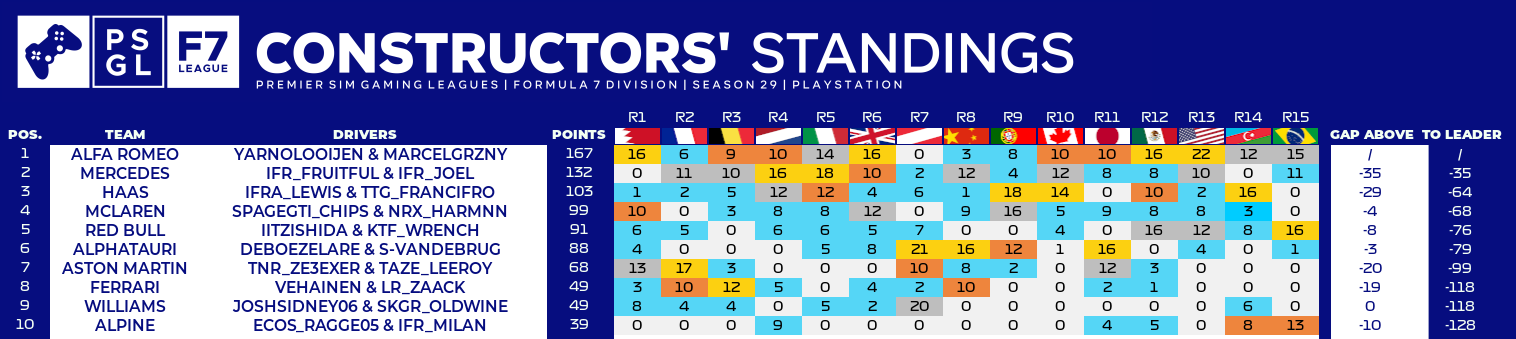 PS GL F7 LEAGUE CONSTRUCTORS' STANDINGS
PREMIER SIM GAMING LEAGUES | FORMULA 7 DIVISION | SEASON 29 | PLAYSTATION
R1 R2 R3 R4 R5 R6 R7 R8 R9 R10 R11 R12 R13 R14 R15
POS. TEAM DRIVERS POINTS GAP ABOVE TO LEADER
1 ALFA ROMEO YARNOLOOIJEN & MARCELGRZNY 167 16 6 9 10 14 16 0 3 8 10 10 16 22 12 15 / /
2 MERCEDES IFR_FRUITFUL & IFR_JOEL 132 0 11 10 16 18 10 2 12 4 12 8 8 10 0 11 -35 -35
3 HAAS IFRA_LEWIS & TTG_FRANCIFRO 103 1 2 5 12 12 4 6 1 18 14 0 10 2 16 0 -29 -64
4 MCLAREN SPAGEGTI_CHIPS & NRX_HARMNN 99 10 0 3 8 8 12 0 9 16 5 9 8 8 3 0 -4 -68
5 RED BULL IITZISHIDA & KTF_WRENCH 91 6 5 0 6 6 5 7 0 0 4 0 16 12 8 16 -8 -76
6 ALPHATAURI DEBOEZELARE & S-VANDEBRUG 88 4 0 0 0 5 8 21 16 12 1 16 0 4 0 1 -3 -79
7 ASTON MARTIN TNR_ZE3EXER & TAZE_LEEROY 68 13 17 3 0 0 0 10 8 2 0 12 3 0 0 0 -20 -99
8 FERRARI VEHAINEN & LR_ZAACK 49 3 10 12 5 0 4 2 10 0 0 2 1 0 0 0 -19 -118
9 WILLIAMS JOSHSIDNEY06 & SKGR_OLDWINE 49 8 4 4 0 5 2 20 0 0 0 0 0 0 6 0 0 -118
10 ALPINE ECOS_RAGGE05 & IFR_MILAN 39 0 0 0 9 0 0 0 0 0 0 4 5 0 8 13 -10 -128